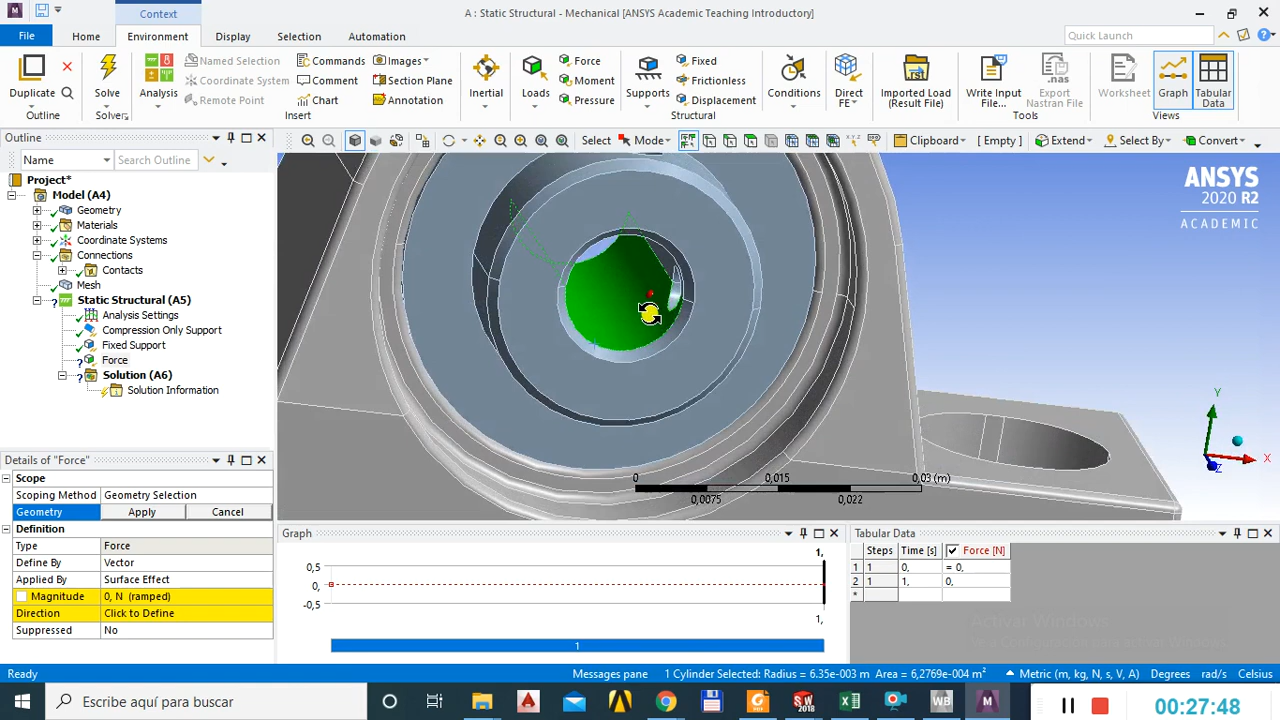 Context
A : Static Structural - Mechanical [ANSYS Academic Teaching Introductory]
File
Home
Environment
Display
Selection
Automation
Quick Launch
Duplicate
Outline
Solve
Solver
Analysis
Named Selection
Coordinate System
Remote Point
Commands
Comment
Chart
Images
Section Plane
Annotation
Insert
Inertial
Loads
Force
Moment
Pressure
Supports
Fixed
Frictionless
Displacement
Structural
Conditions
Direct
FE
Imported Load
(Result File)
Write Input
File...
Export
Nastran File
.nas
Tools
Worksheet
Graph
Tabular
Data
Views
Outline
Select
Mode
Clipboard
[ Empty ]
Extend
Select By
Convert
Name
Search Outline
Project*
Model (A4)
Geometry
Materials
Coordinate Systems
Connections
Contacts
Mesh
Static Structural (A5)
Analysis Settings
Compression Only Support
Fixed Support
Force
Solution (A6)
Solution Information
ANSYS
2020 R2
ACADEMIC
Y
X
Z
0
0,015
0,03 (m)
0,0075
0,022
Details of "Force"
Scope
Scoping Method
Geometry Selection
Geometry
Apply
Cancel
Definition
Type
Force
Define By
Vector
Applied By
Surface Effect
Magnitude
0, N (ramped)
Direction
Click to Define
Suppressed
No
Graph
1,
0,5
0,
-0,5
1,
1
Tabular Data
Steps
Time [s]
Force [N]
1
1
0,
= 0,
2
1
1,
0,
*
Activar Windows
Ready
Messages pane
1 Cylinder Selected: Radius = 6.35e-003 m Area = 6,2769e-004 m²
Metric (m, kg, N, s, V, A)
Degrees
rad/s
Celsius
Escribe aquí para buscar
SW
2018
WB
M
00:27:48